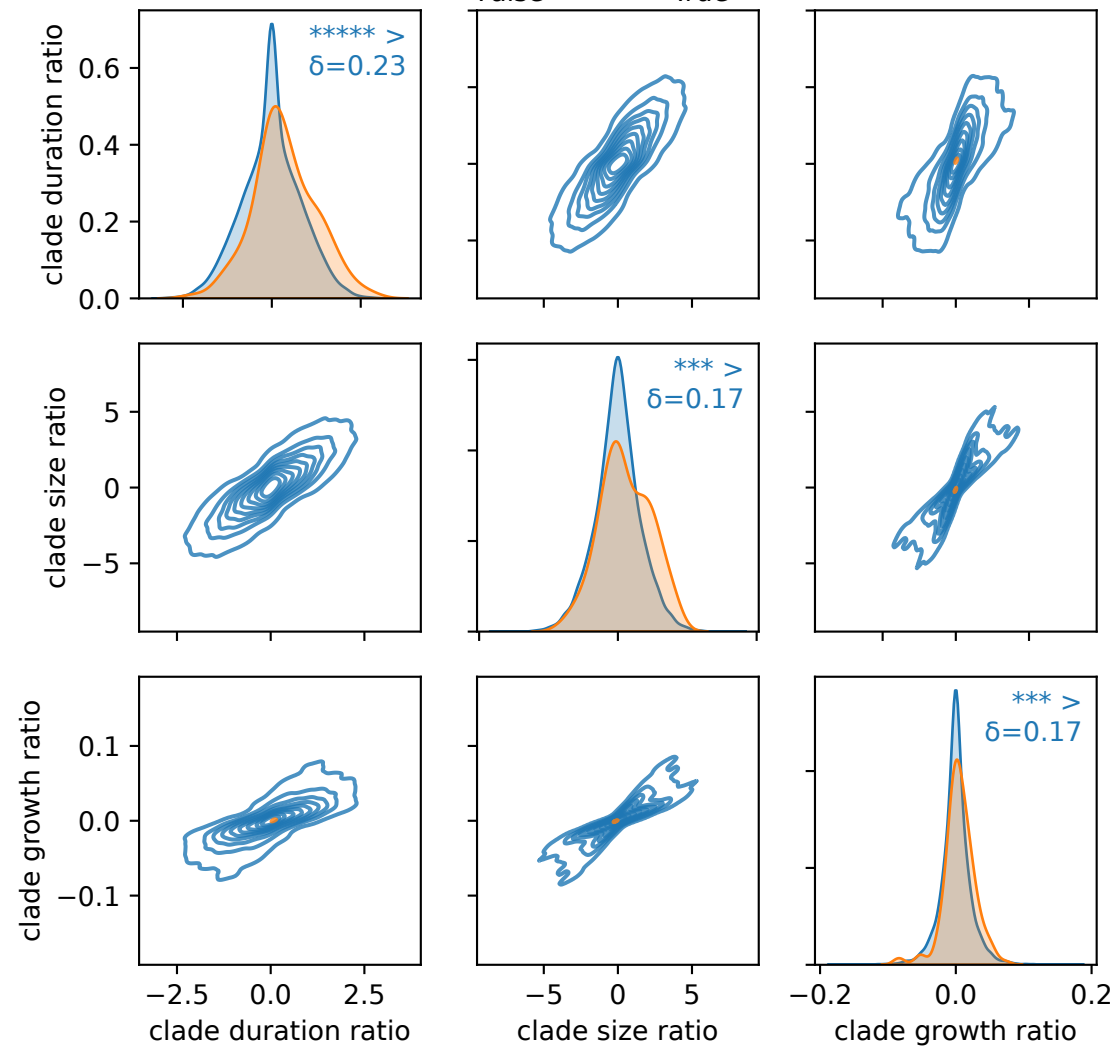 clade duration ratio
0.6
0.4
0.2
0.0
***** >
δ=0.23
clade size ratio
5
0
−5
*** >
δ=0.17
clade growth ratio
0.1
0.0
−0.1
*** >
δ=0.17
−2.5
0.0
2.5
−5
0
5
−0.2
0.0
0.2
clade duration ratio
clade size ratio
clade growth ratio